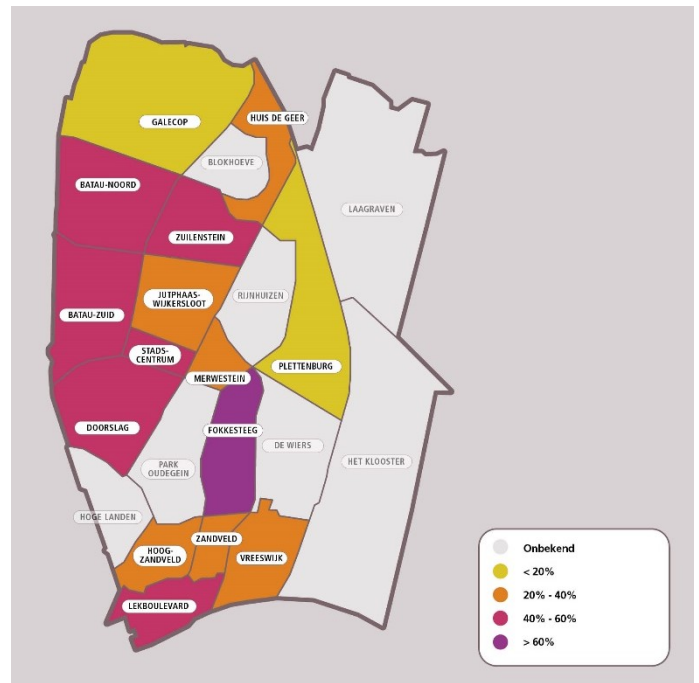 GALECOP
HUIS DE GEER
BLOKHOEVE
BATAU-NOORD
LAAGRAVEN
ZUILENSTEIN
JUTPHAAS-
WIJKERSLOOT
RIJNHUIZEN
BATAU-ZUID
STADS-
CENTRUM
PLETTENBURG
MERWESTEIN
DOORSLAG
FOKKESTEEG
DE WIERS
PARK
OUDEGEIN
HET KLOOSTER
HOGE LANDEN
ZANDVELD
HOOG-
ZANDVELD
VREESWIJK
LEKBOULEVARD
Onbekend
< 20%
20% - 40%
40% - 60%
> 60%